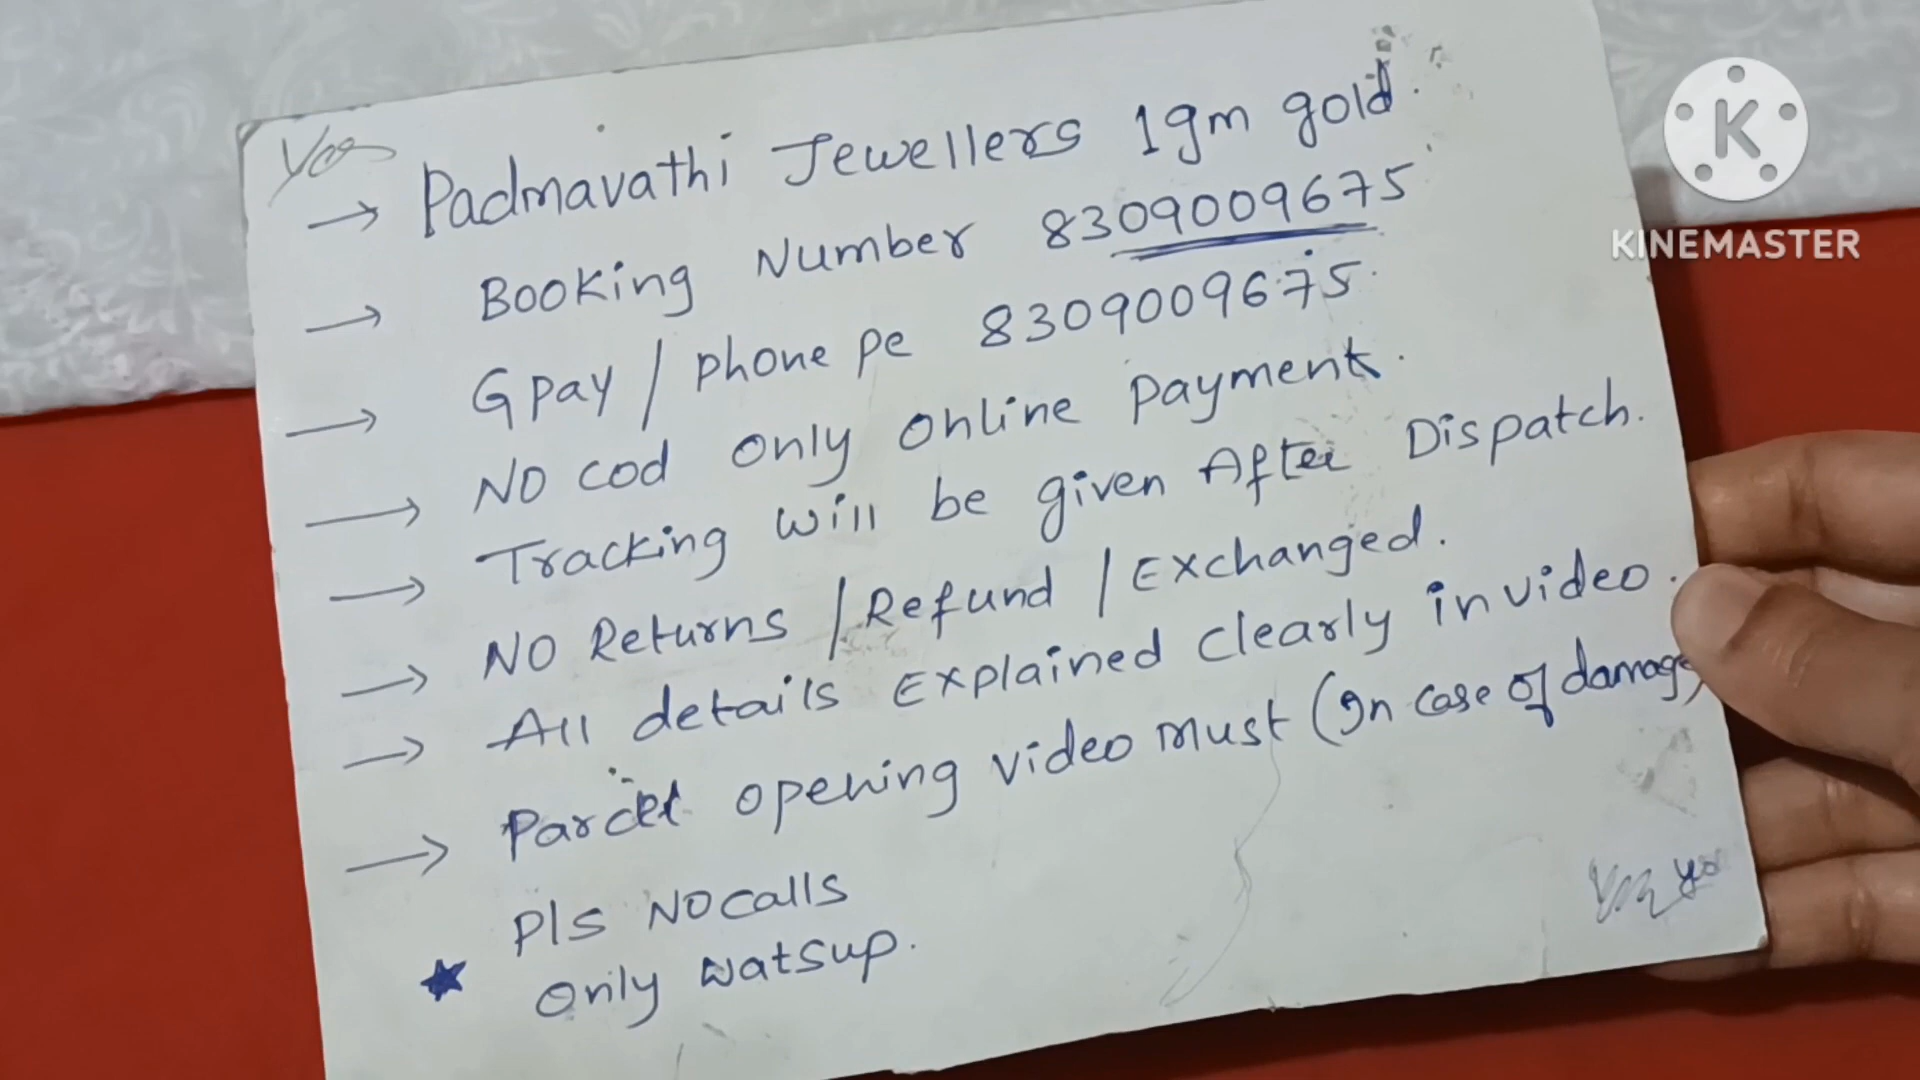 → Padmavathi Jewellers 1gm gold.
→ Booking Number 8309009675
→ Gpay / phone pe 8309009675.
→ NO cod only online payment.
→ Tracking will be given After Dispatch.
→ NO Returns / Refund / Exchanged.
→ All details Explained clearly in video.
→ Parcel opening video must (In case of damage)
★ Pls NO calls
only watsup.
K
KINEMASTER